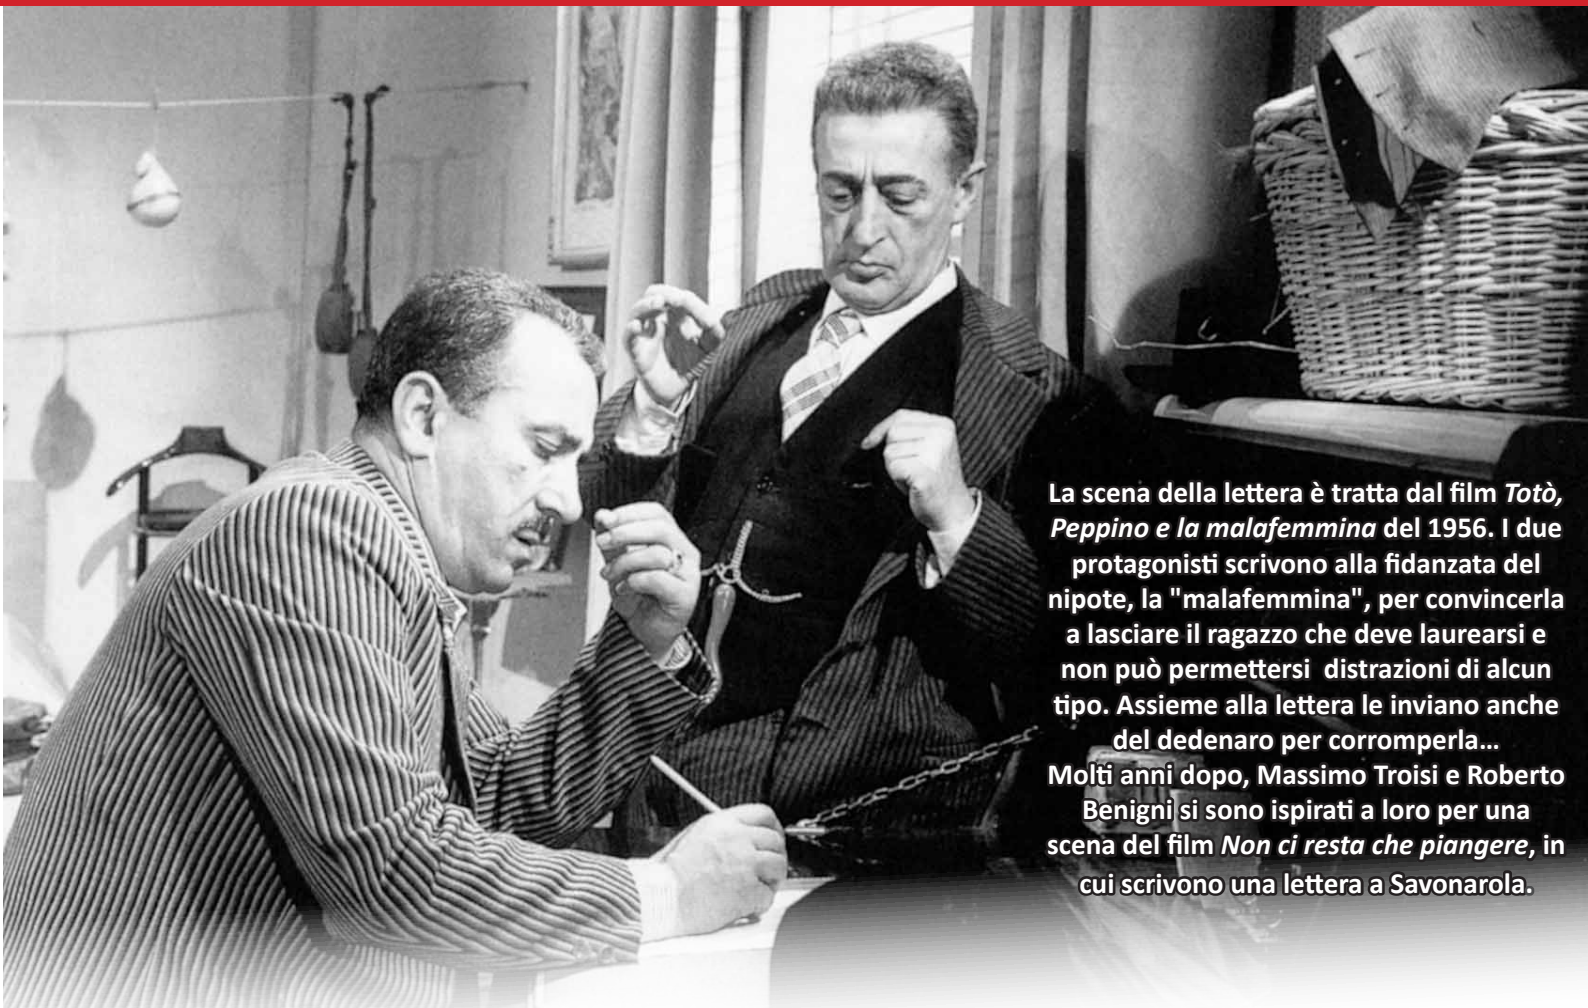 La scena della lettera è tratta dal film Totò,
Peppino e la malafemmina del 1956. I due
protagonisti scrivono alla fidanzata del
nipote, la "malafemmina", per convincerla
a lasciare il ragazzo che deve laurearsi e
non può permettersi  distrazioni di alcun
tipo. Assieme alla lettera le inviano anche
del dedenaro per corromperla...
Molti anni dopo, Massimo Troisi e Roberto
Benigni si sono ispirati a loro per una
scena del film Non ci resta che piangere, in
cui scrivono una lettera a Savonarola.